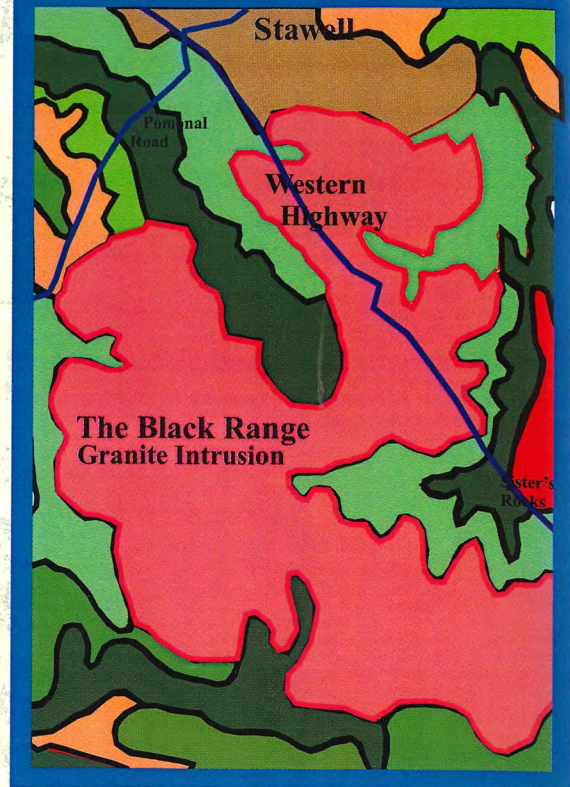 Stawell
Pomonal
Road
Western
Highway
The Black Range
Granite Intrusion
Sister's
Rocks